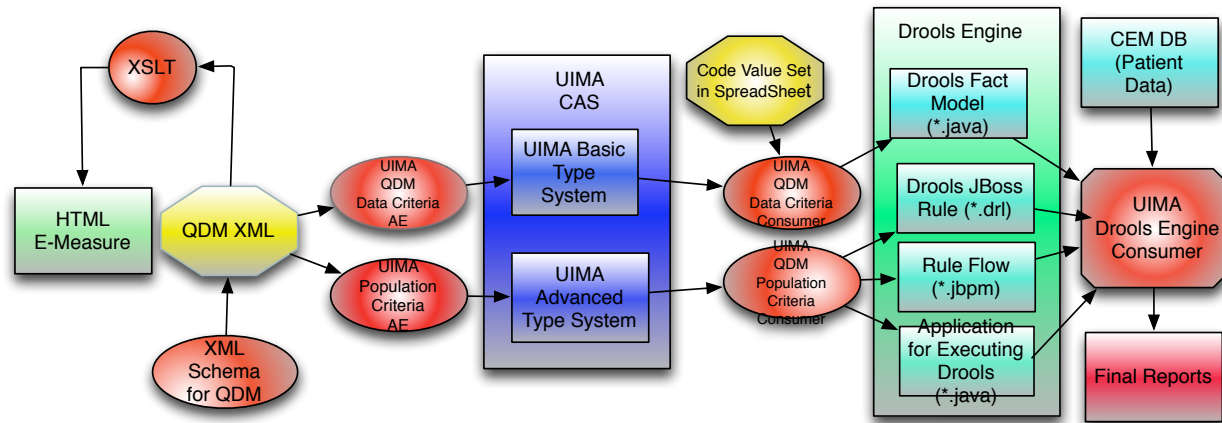 XSLT
HTML
E-Measure
QDM XML
XML
Schema
for QDM
UIMA
QDM
Data Criteria
AE
UIMA
Population
Criteria
AE
UIMA
CAS
UIMA Basic
Type
System
UIMA
Advanced
Type System
Code Value Set
in SpreadSheet
UIMA
QDM
Data Criteria
Consumer
UIMA
QDM
Population
Criteria
Consumer
Drools Engine
Drools Fact
Model
(*.java)
Drools JBoss
Rule (*.drl)
Rule Flow
(*.jbpm)
Application
for Executing
Drools
(*.java)
CEM DB
(Patient
Data)
UIMA
Drools Engine
Consumer
Final Reports